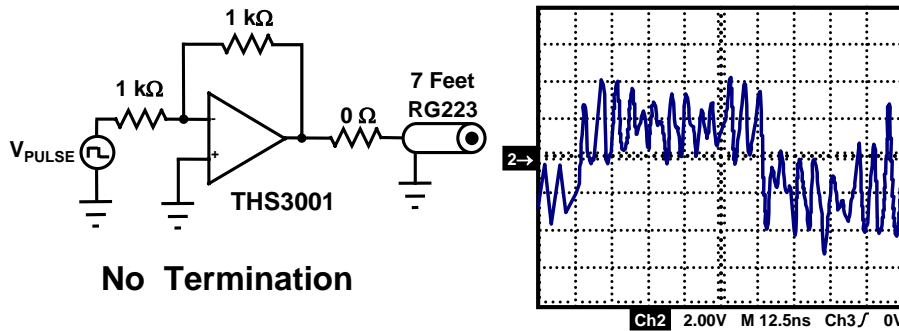 1 kΩ
1 kΩ
7 Feet
RG223
0 Ω
VPULSE
-
+
THS3001
No Termination
2→
Ch2 2.00V M 12.5ns Ch3 ∫ 0V